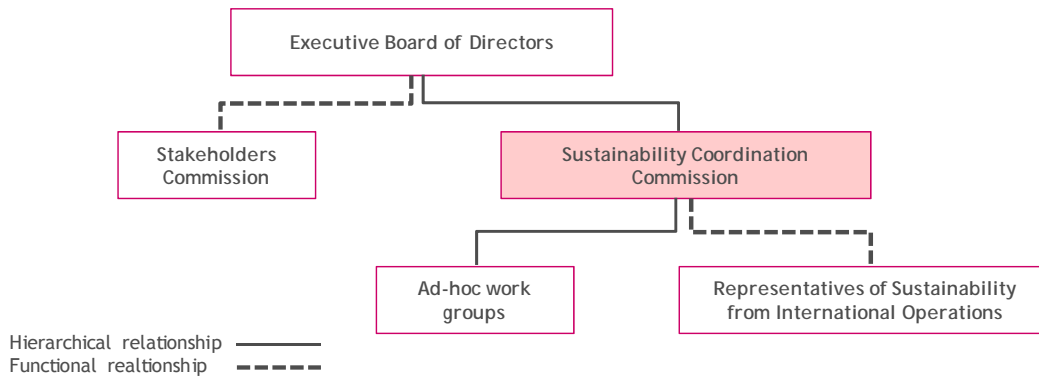 Executive Board of Directors
Stakeholders
Commission
Sustainability Coordination
Commission
Ad-hoc work
groups
Representatives of Sustainability
from International Operations
Hierarchical relationship
Functional realtionship